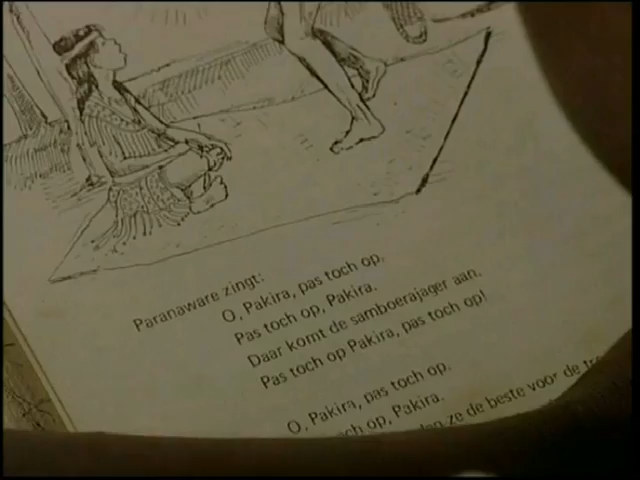 Paranaware zingt:
O, Pakira, pas toch op.
Pas toch op, Pakira.
Daar komt de samboerajager aan.
Pas toch op Pakira, pas toch op!
O, Pakira, pas toch op.
op, Pakira.
ze de beste voor de